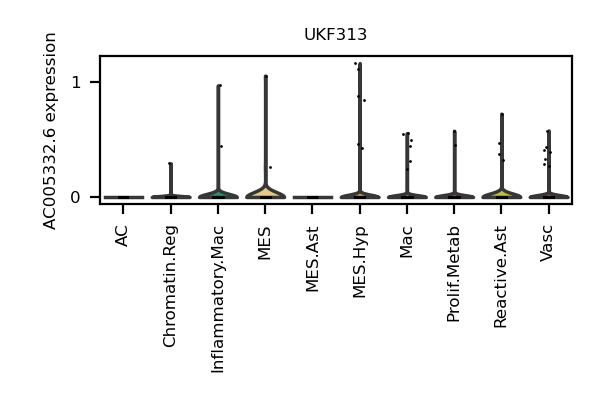 UKF313
AC005332.6 expression
1
0
AC
Chromatin.Reg
Inflammatory.Mac
MES
MES.Ast
MES.Hyp
Mac
Prolif.Metab
Reactive.Ast
Vasc